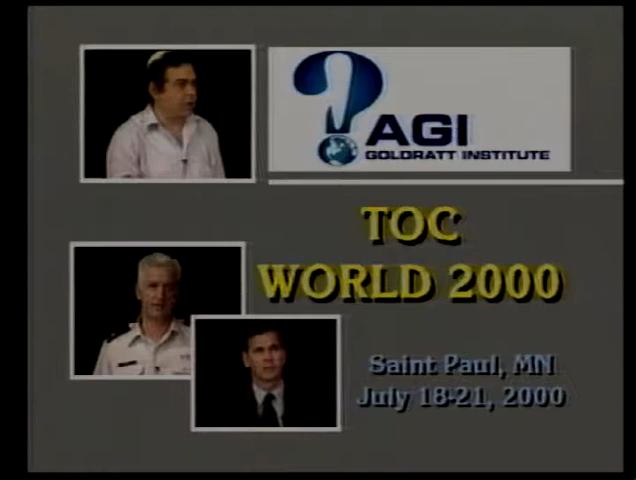 AGI
GOLDRATT INSTITUTE
TOC
WORLD 2000
Saint Paul, MN
July 18-21, 2000